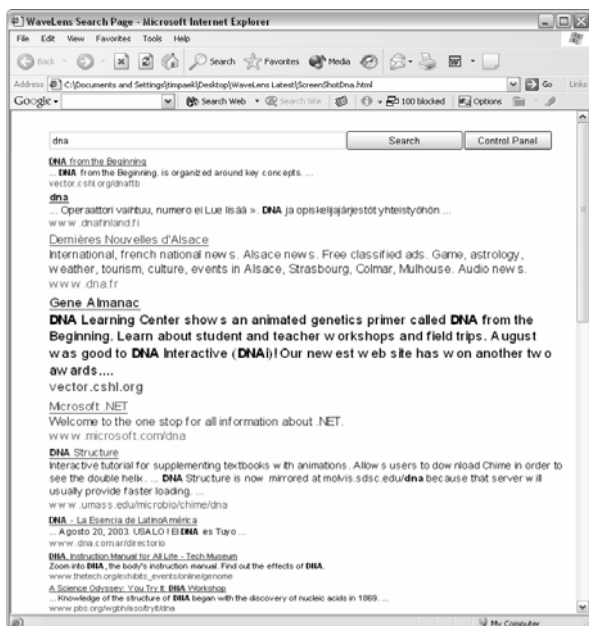 WaveLens Search Page - Microsoft Internet Explorer
File Edit View Favorites Tools Help
Back Search Favorites Media
Address C:\Documents and Settings\timpaek\Desktop\WaveLens Latest\ScreenShotDna.html Go Links
Google Search Web Search Site 100 blocked Options
dna Search Control Panel
DNA from the Beginning
... DNA from the Beginning. is organized around key concepts. ...
vector.cshl.org/dnaftb
dna
... Operaattori vaihtuu, numero ei Lue lisää ». DNA ja opiskelijajärjestöt yhteistyöhön ...
www.dnafinland.fi
Dernières Nouvelles d'Alsace
International, french national news. Alsace news. Free classified ads. Game, astrology,
weather, tourism, culture, events in Alsace, Strasbourg, Colmar, Mulhouse. Audio news.
www.dna.fr
Gene Almanac
DNA Learning Center shows an animated genetics primer called DNA from the
Beginning. Learn about student and teacher workshops and field trips. August
was good to DNA Interactive (DNAi)! Our newest web site has won another two
awards....
vector.cshl.org
Microsoft .NET
Welcome to the one stop for all information about .NET.
www.microsoft.com/dna
DNA Structure
Interactive tutorial for supplementing textbooks with animations. Allows users to download Chime in order to
see the double helix. ... DNA Structure is now mirrored at molvis.sdsc.edu/dna because that server will
usually provide faster loading. ...
www.umass.edu/microbio/chime/dna
DNA - La Esencia de LatinoAmérica
... Agosto 20, 2003. USALO ! El DNA es Tuyo ...
www.dna.com.ar/directorio
DNA, Instruction Manual for All Life - Tech Museum
Zoom into DNA, the body's instruction manual. Find out the effects of DNA.
www.thetech.org/exhibits_events/online/genome
A Science Odyssey: You Try It: DNA Workshop
... Knowledge of the structure of DNA began with the discovery of nucleic acids in 1869. ...
www.pbs.org/wgbh/aso/tryit/dna
My Computer